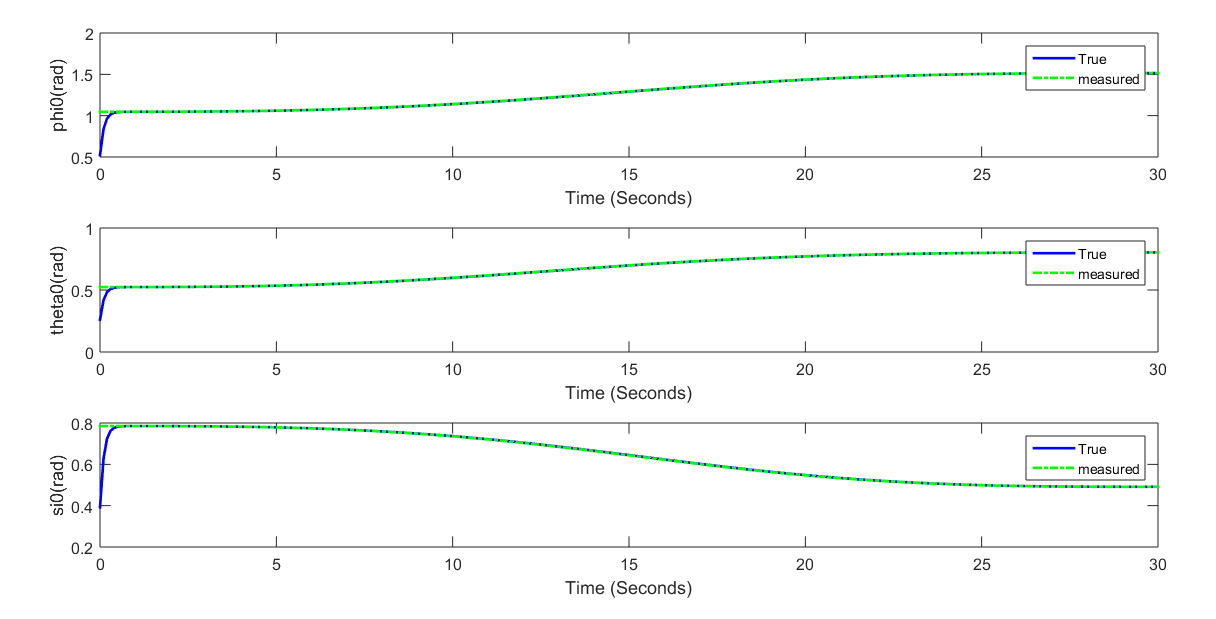 2
1.5
1
0.5
phi0(rad)
True
measured
0 5 10 15 20 25 30
Time (Seconds)
1
0.5
0
theta0(rad)
True
measured
0 5 10 15 20 25 30
Time (Seconds)
0.8
0.6
0.4
0.2
si0(rad)
True
measured
0 5 10 15 20 25 30
Time (Seconds)